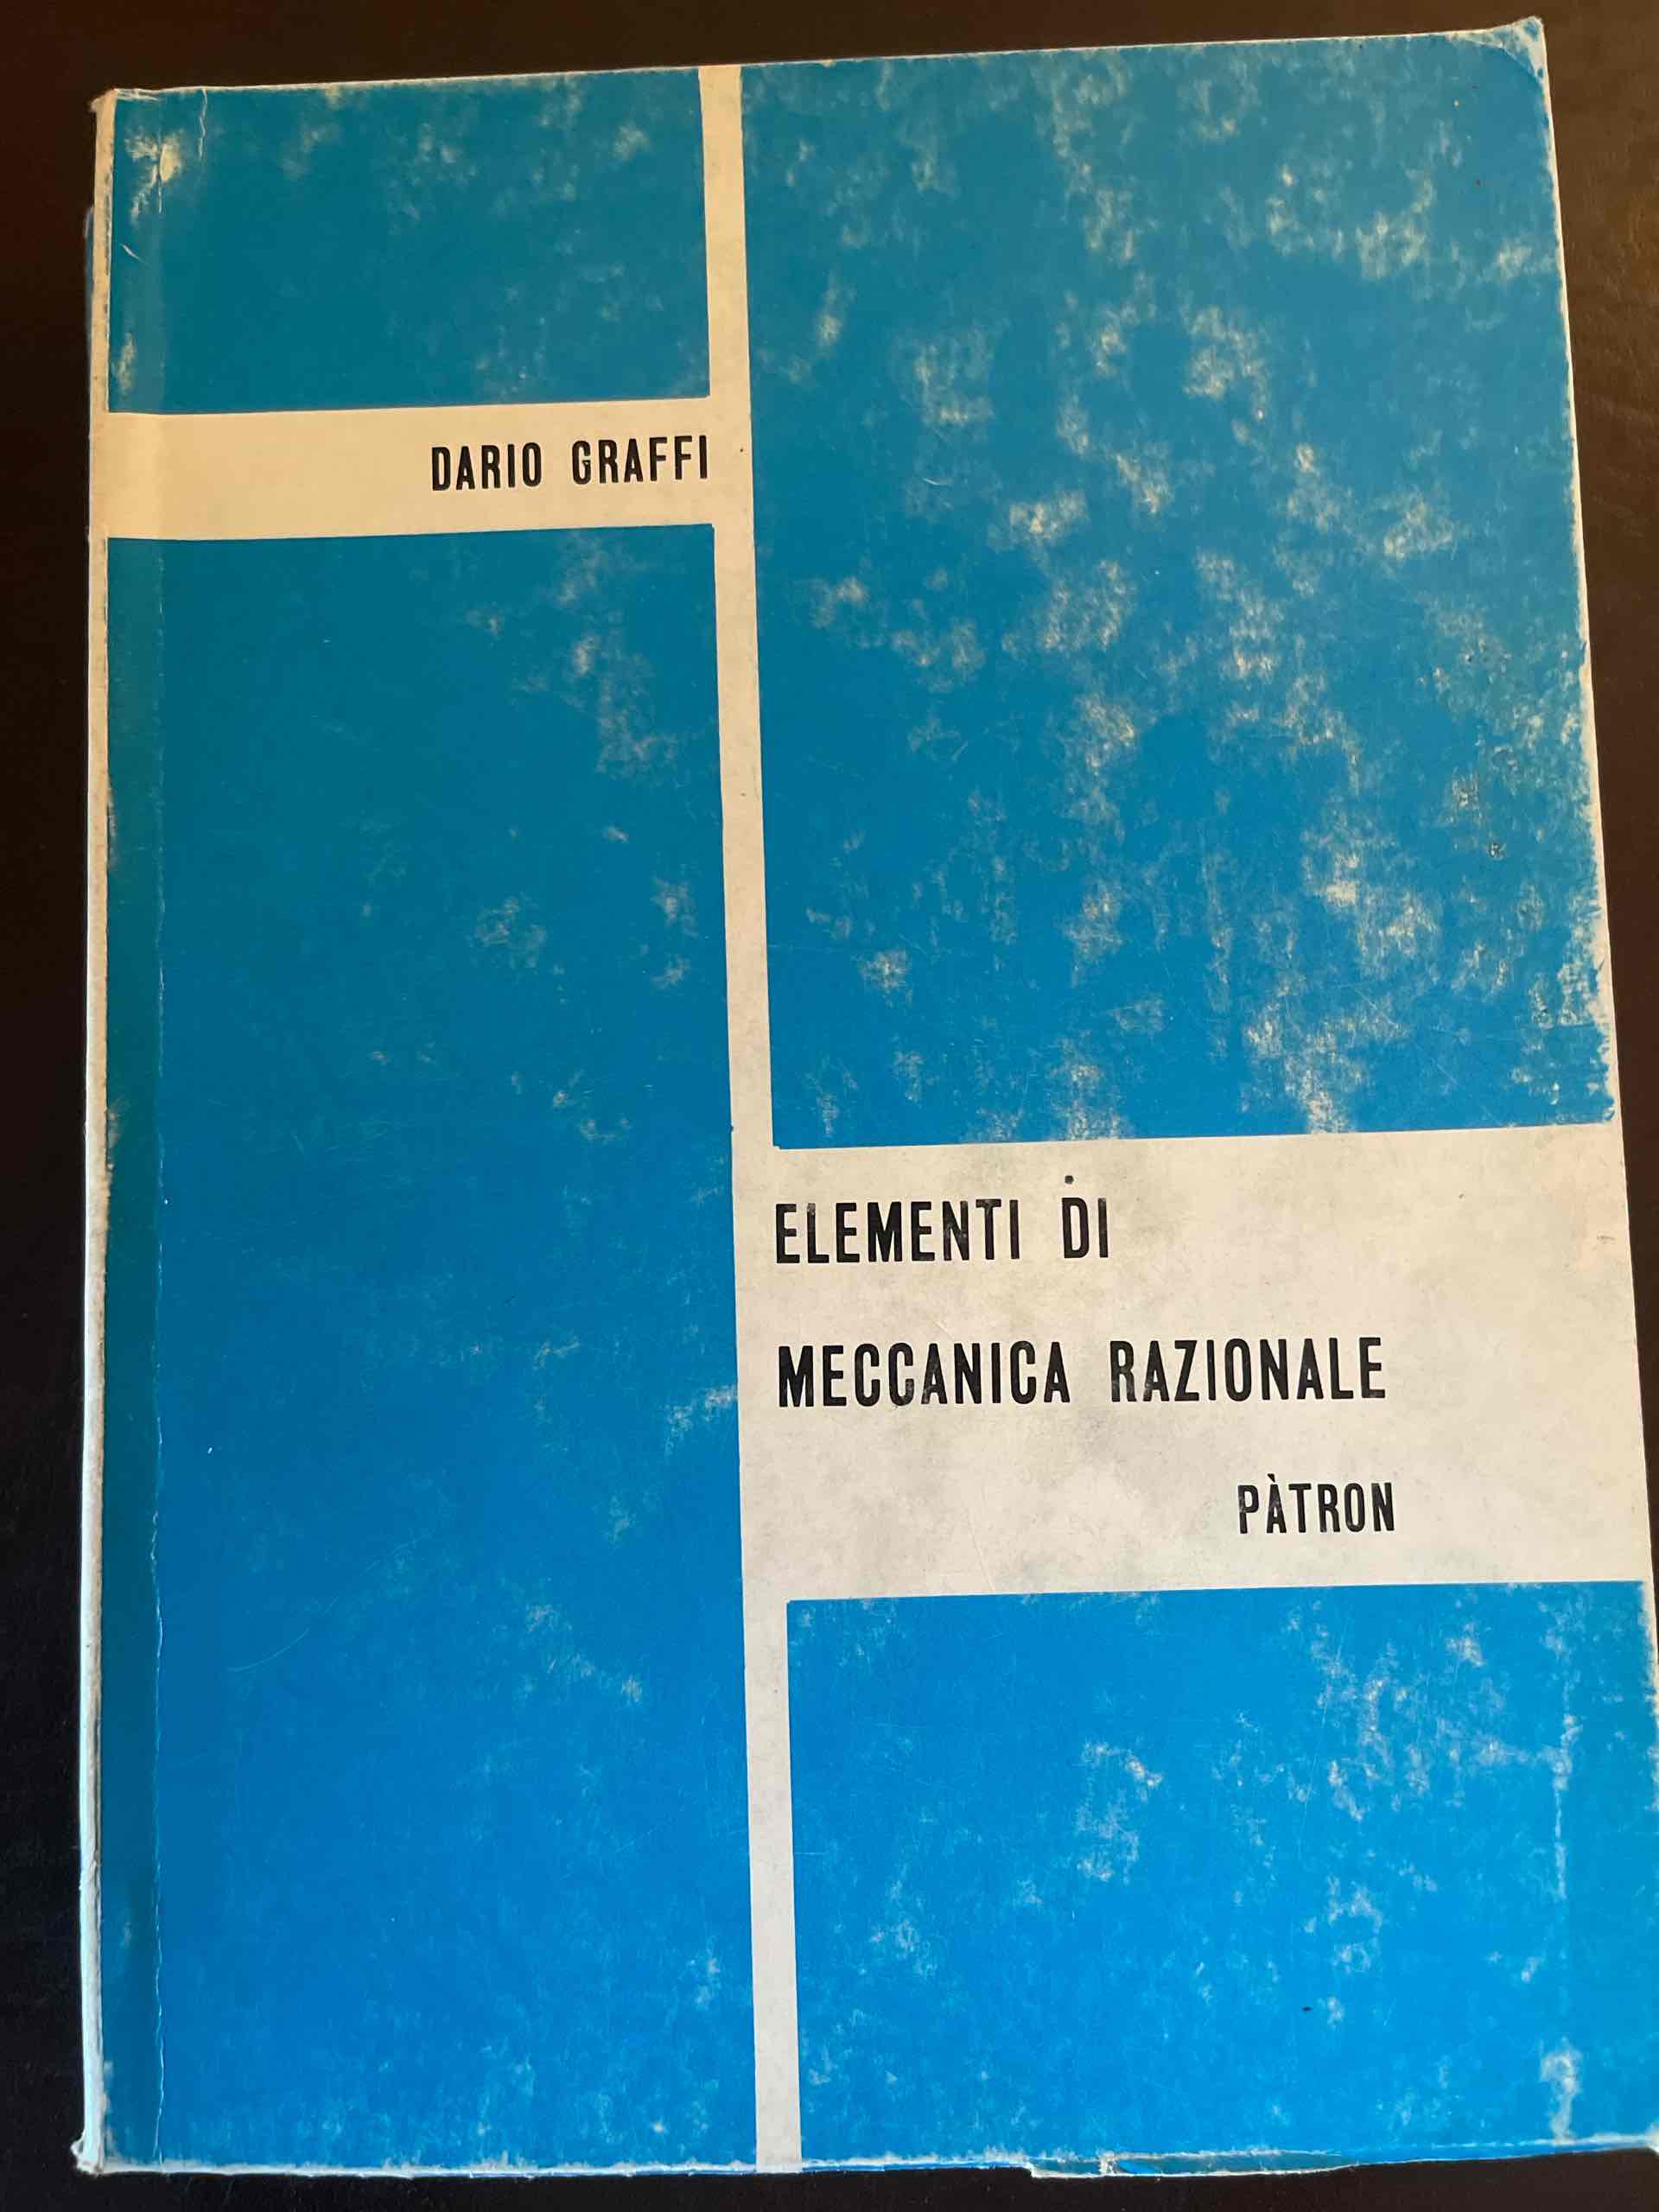 DARIO GRAFFI
ELEMENTI DI
MECCANICA RAZIONALE
PÀTRON